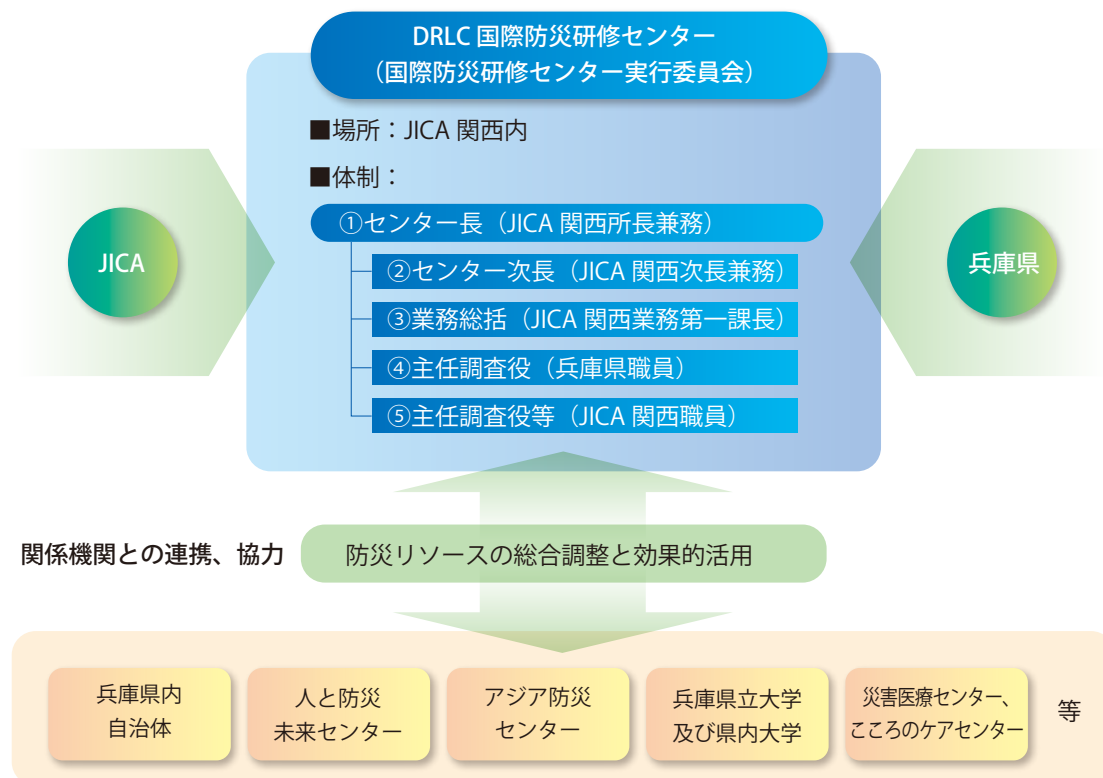 DRLC 国際防災研修センター
（国際防災研修センター実行委員会）
■場所：JICA 関西内
■体制：
①センター長（JICA 関西所長兼務）
②センター次長（JICA 関西次長兼務）
③業務総括（JICA 関西業務第一課長）
④主任調査役（兵庫県職員）
⑤主任調査役等（JICA 関西職員）
JICA
兵庫県
関係機関との連携、協力
防災リソースの総合調整と効果的活用
兵庫県内
自治体
人と防災
未来センター
アジア防災
センター
兵庫県立大学
及び県内大学
災害医療センター、
こころのケアセンター
等